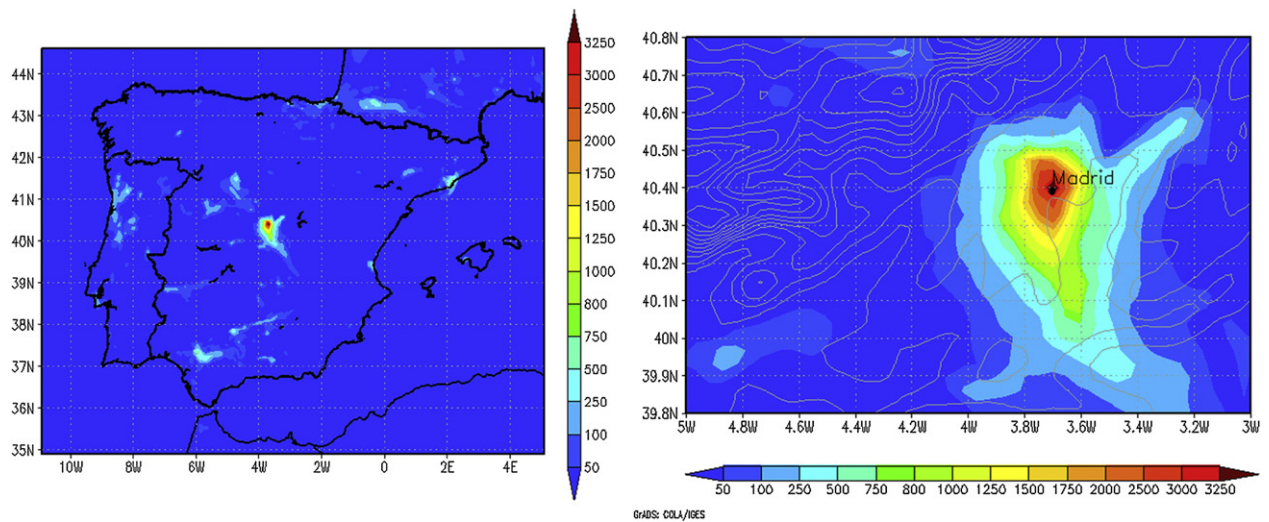 44N
43N
42N
41N
40N
39N
38N
37N
36N
35N
10W 8W 6W 4W 2W 0 2E 4E
3250
3000
2500
2000
1750
1500
1250
1000
800
750
500
250
100
50
40.8N
40.7N
40.6N
40.5N
40.4N
40.3N
40.2N
40.1N
40N
39.9N
39.8N
Madrid
5W 4.8W 4.6W 4.4W 4.2W 4W 3.8W 3.6W 3.4W 3.2W 3W
50 100 250 500 750 800 1000 1250 1500 1750 2000 2500 3000 3250
GrADS: COLA/IGES